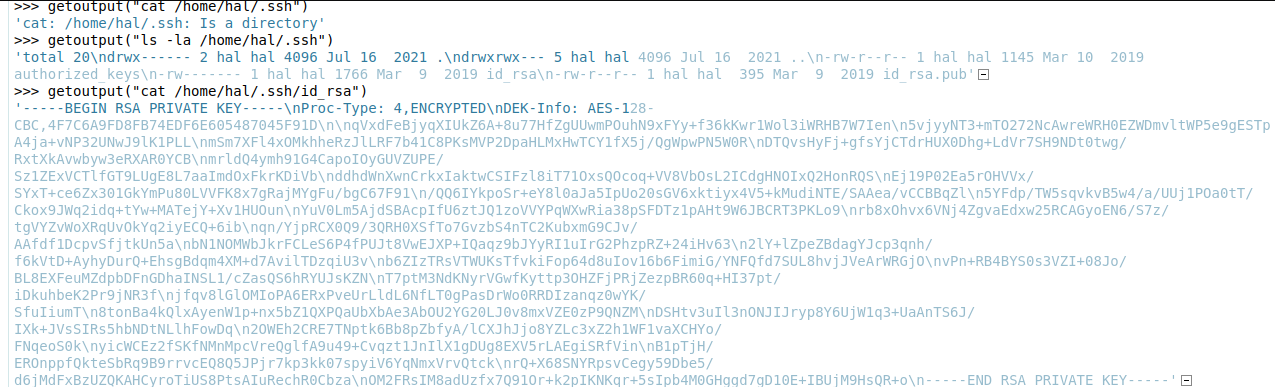 >>> getoutput("cat /home/hal/.ssh")
'cat: /home/hal/.ssh: Is a directory'
>>> getoutput("ls -la /home/hal/.ssh")
'total 20\ndrwx------ 2 hal hal 4096 Jul 16  2021 .\ndrwxrwx--- 5 hal hal 4096 Jul 16  2021 ..\n-rw-r--r-- 1 hal hal 1145 Mar 10  2019
authorized_keys\n-rw------- 1 hal hal 1766 Mar  9  2019 id_rsa\n-rw-r--r-- 1 hal hal  395 Mar  9  2019 id_rsa.pub'
>>> getoutput("cat /home/hal/.ssh/id_rsa")
'-----BEGIN RSA PRIVATE KEY-----\nProc-Type: 4,ENCRYPTED\nDEK-Info: AES-128-
CBC,4F7C6A9FD8FB74EDF6E605487045F91D\n\nqVxdFeBjyqXIUkZ6A+8u77HfZgUUwmPOuhN9xFYy+f36kKwr1Wol3iWRHB7W7Ien\n5vjyyNT3+mTO272NcAwreWRH0EZWDmvltWP5e9gESTp
A4ja+vNP32UNwJ9lK1PLL\nmSm7XFl4xOMkhheRzJlLRF7b41C8PKsMVP2DpaHLMxHwTCY1fX5j/QgWpwPN5W0R\nDTQvsHyFj+gfsYjCTdrHUX0Dhg+LdVr7SH9NDt0twg/
RxtXkAvwbyw3eRXAR0YCB\nmrldQ4ymh91G4CapoIOyGUVZUPE/
Sz1ZExVCTlfGT9LUgE8L7aaImdOxFkrKDiVb\nddhdWnXwnCrkxIaktwCSIFzl8iT71OxsQOcoq+VV8VbOsL2ICdgHNOIxQ2HonRQS\nEj19P02Ea5rOHVVx/
SYxT+ce6Zx301GkYmPu80LVVFK8x7gRajMYgFu/bgC67F91\n/QQ6IYkpoSr+eY8l0aJa5IpUo20sGV6xktiyx4V5+kMudiNTE/SAAea/vCCBBqZl\n5YFdp/TW5sqvkvB5w4/a/UUj1POa0tT/
Ckox9JWq2idq+tYw+MATejY+Xv1HUOun\nYuV0Lm5AjdSBAcpIfU6ztJQ1zoVVYPqWXwRia38pSFDTz1pAHt9W6JBCRT3PKLo9\nrb8xOhvx6VNj4ZgvaEdxw25RCAGyoEN6/S7z/
tgVYZvWoXRqUvOkYq2iyECQ+6ib\nqn/YjpRCX0Q9/3QRH0XSfTo7GvzbS4nTC2KubxmG9CJv/
AAfdf1DcpvSfjtkUn5a\nbN1NOMWbJkrFCLeS6P4fPUJt8VwEJXP+IQaqz9bJYyRI1uIrG2PhzpRZ+24iHv63\n2lY+lZpeZBdagYJcp3qnh/
f6kVtD+AyhyDurQ+EhsgBdqm4XM+d7AvilTDzqiU3v\nb6ZIzTRsVTWUKsTfvkiFop64d8uIov16b6FimiG/YNFQfd7SUL8hvjJVeArWRGjO\nvPn+RB4BYS0s3VZI+08Jo/
BL8EXFeuMZdpbDFnGDhaINSL1/cZasQS6hRYUJsKZN\nT7ptM3NdKNyrVGwfKyttp3OHZFjPRjZezpBR60q+HI37pt/
iDkuhbeK2Pr9jNR3f\njfqv8lGlOMIoPA6ERxPveUrLldL6NfLT0gPasDrWo0RRDIzanqz0wYK/
SfuIiumT\n8tonBa4kQlxAyenW1p+nx5bZ1QXPQaUbXbAe3AbOU2YG20LJ0v8mxVZE0zP9QNZM\nDSHtv3uIl3nONJIJryp8Y6UjW1q3+UaAnTS6J/
IXk+JVsSIRs5hbNDtNLlhFowDq\n2OWEh2CRE7TNptk6Bb8pZbfyA/lCXJhJjo8YZLc3xZ2h1WF1vaXCHYo/
FNqeoS0k\nyicWCEz2fSKfNMnMpcVreQglfA9u49+Cvqzt1JnIlX1gDUg8EXV5rLAEgiSRfVin\nB1pTjH/
EROnppfQkteSbRq9B9rrvcEQ8Q5JPjr7kp3kk07spyiV6YqNmxVrvQtck\nrQ+X68SNYRpsvCegy59Dbe5/
d6jMdFxBzUZQKAHCyroTiUS8PtsAIuRechR0Cbza\nOM2FRsIM8adUzfx7Q91Or+k2pIKNKqr+5sIpb4M0GHqqd7gD10E+IBUjM9HsQR+o\n-----END RSA PRIVATE KEY-----'